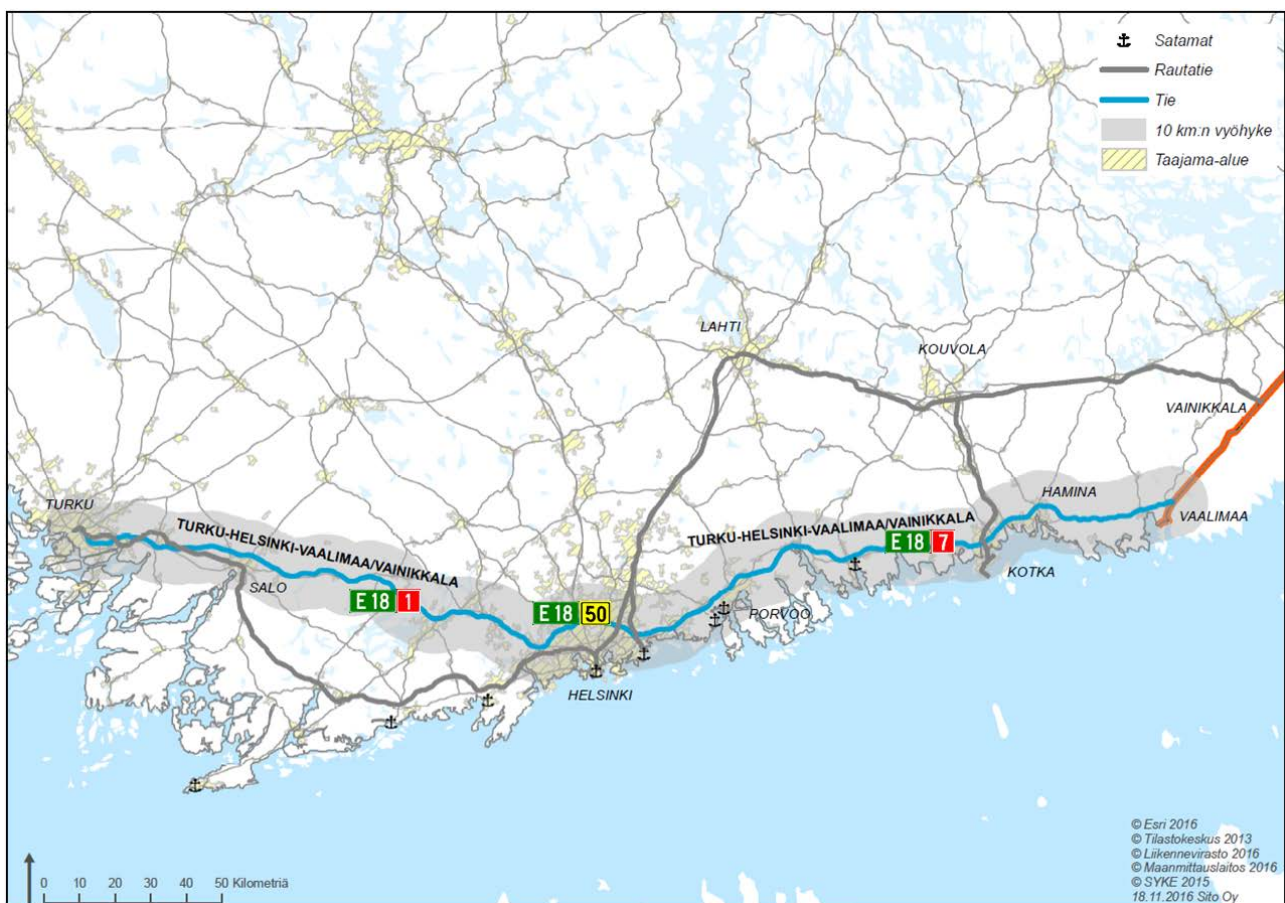 Satamat
Rautatie
Tie
10 km:n vyöhyke
Taajama-alue
LAHTI
KOUVOLA
VAINIKKALA
TURKU
HAMINA
TURKU-HELSINKI-VAALIMAA/VAINIKKALA
TURKU-HELSINKI-VAALIMAA/VAINIKKALA
VAALIMAA
E 18 7
KOTKA
SALO
E 18 1
E 18 50
PORVOO
HELSINKI
0 10 20 30 40 50 Kilometriä
© Esri 2016
© Tilastokeskus 2013
© Liikennevirasto 2016
© Maanmittauslaitos 2016
© SYKE 2015
18.11.2016 Sito Oy